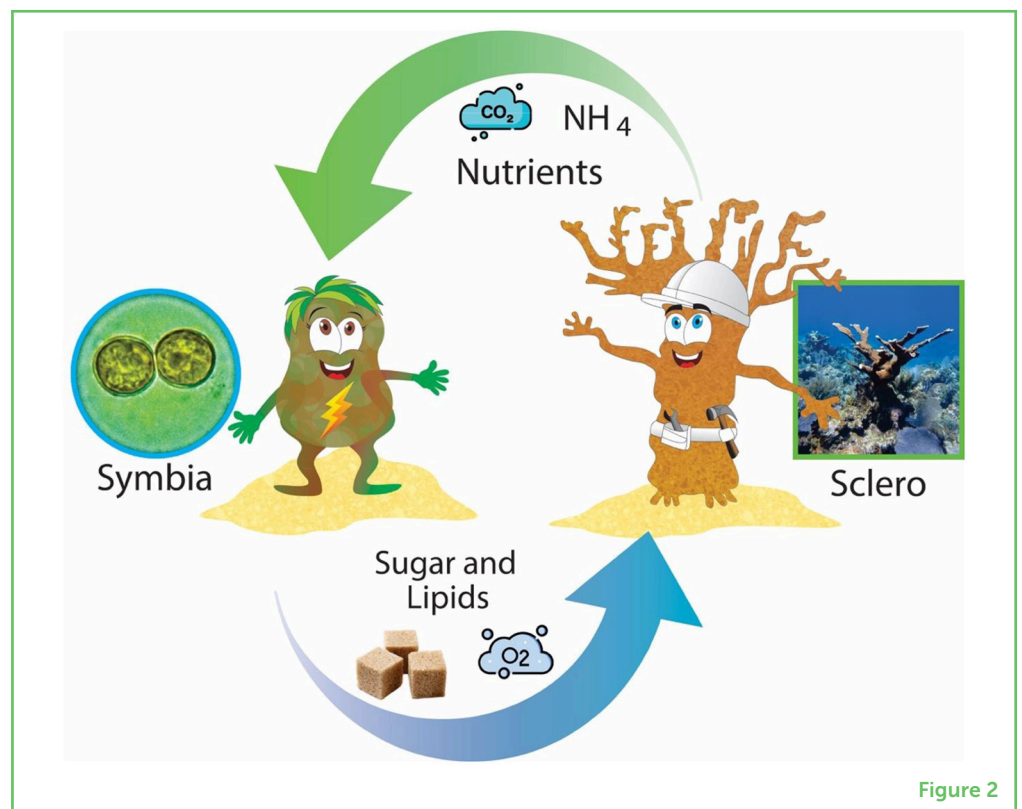 CO₂ NH 4
Nutrients
Symbia
Sclero
Sugar and
Lipids
O2
Figure 2